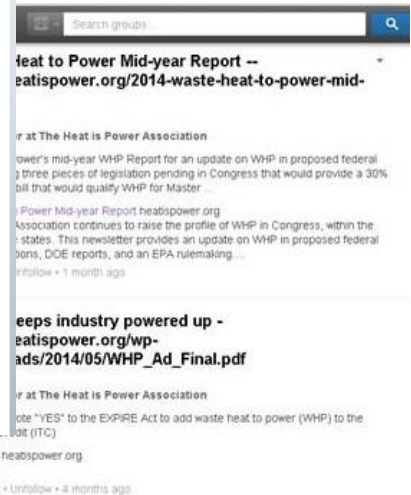 Search groups...
Heat to Power Mid-year Report --
eatispower.org/2014-waste-heat-to-power-mid-
r at The Heat is Power Association
ower's mid-year WHP Report for an update on WHP in proposed federal
g three pieces of legislation pending in Congress that would provide a 30%
bill that would qualify WHP for Master ...
Power Mid-year Report heatispower.org
Association continues to raise the profile of WHP in Congress, within the
states. This newsletter provides an update on WHP in proposed federal
ions, DOE reports, and an EPA rulemaking....
Unfollow • 1 month ago
eeps industry powered up -
eatispower.org/wp-
ads/2014/05/WHP_Ad_Final.pdf
r at The Heat is Power Association
ote "YES" to the EXPIRE Act to add waste heat to power (WHP) to the
dit (ITC)
heatispower.org
• Unfollow • 4 months ago